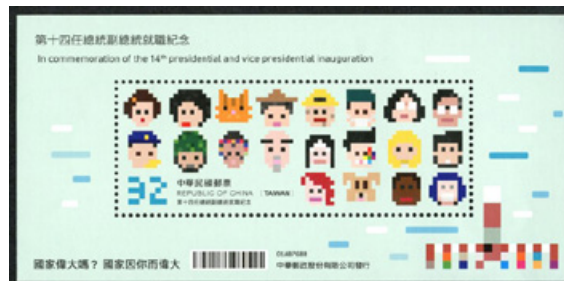 第十四任總統副總統就職紀念
In commemoration of the 14th presidential and vice presidential inauguration
32
中華民國郵票
REPUBLIC OF CHINA (TAIWAN)
第十四任總統副總統就職紀念
國家偉大嗎? 國家因你而偉大
中華郵政股份有限公司發行